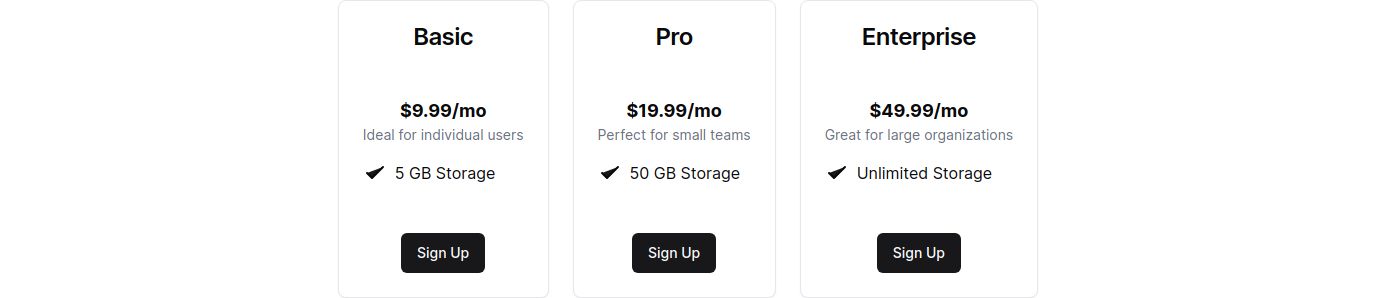 Basic
$9.99/mo
Ideal for individual users
5 GB Storage
Sign Up
Pro
$19.99/mo
Perfect for small teams
50 GB Storage
Sign Up
Enterprise
$49.99/mo
Great for large organizations
Unlimited Storage
Sign Up